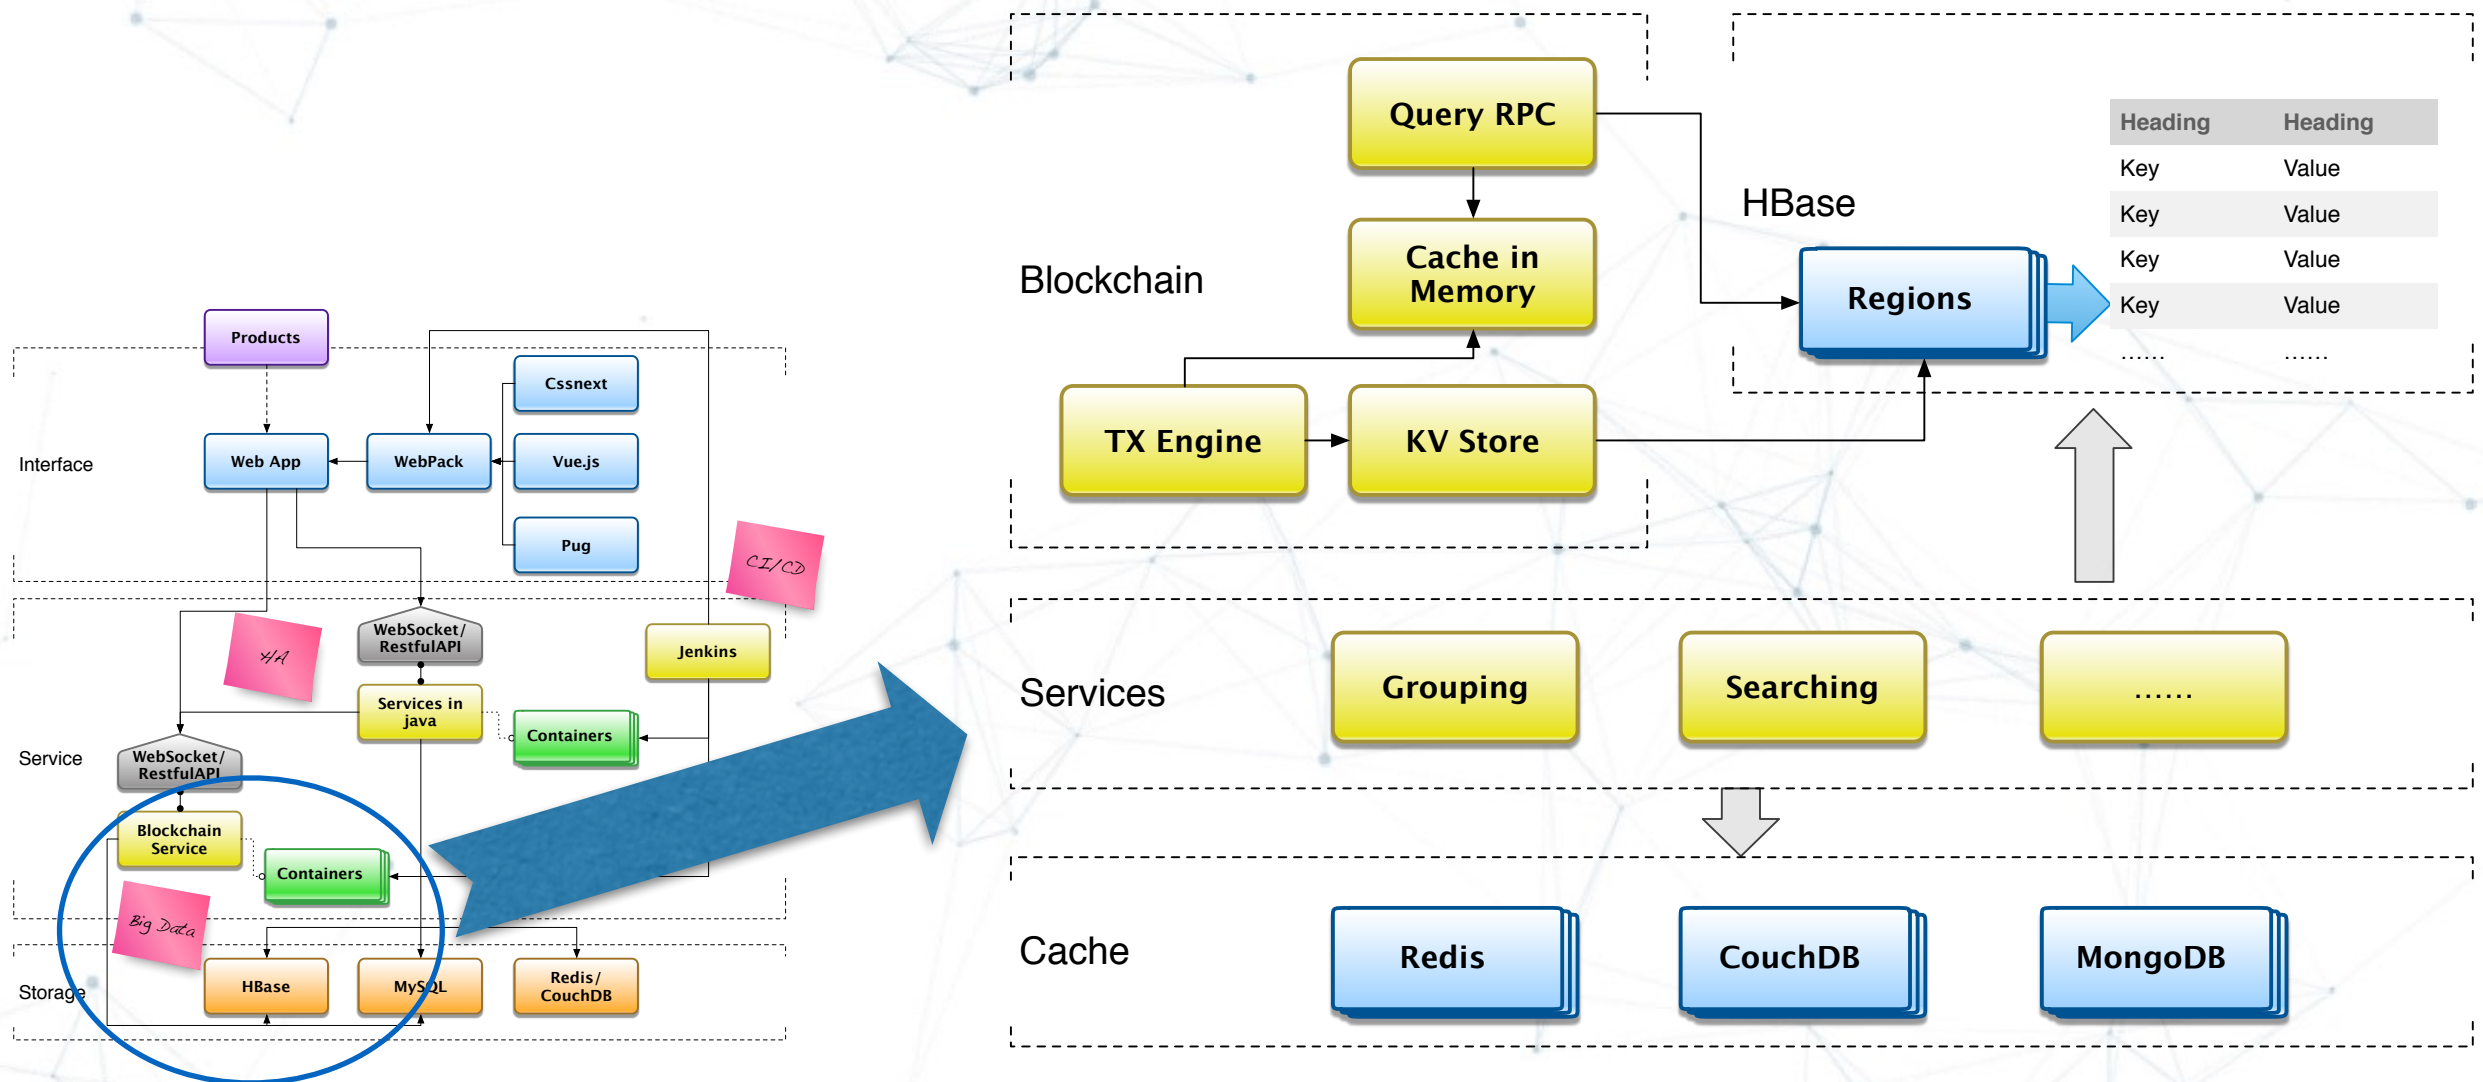 Products
Interface
Cssnext
Web App
WebPack
Vue.js
Pug
CI/CD
HA
WebSocket/
RestfulAPI
Jenkins
Services in
java
Containers
Service
WebSocket/
RestfulAPI
Blockchain
Service
Containers
Big Data
Storage
HBase
MySQL
Redis/
CouchDB
Blockchain
Query RPC
Cache in
Memory
TX Engine
KV Store
HBase
Regions
Heading Heading
Key Value
Key Value
Key Value
Key Value
...... ......
Services
Grouping
Searching
......
Cache
Redis
CouchDB
MongoDB